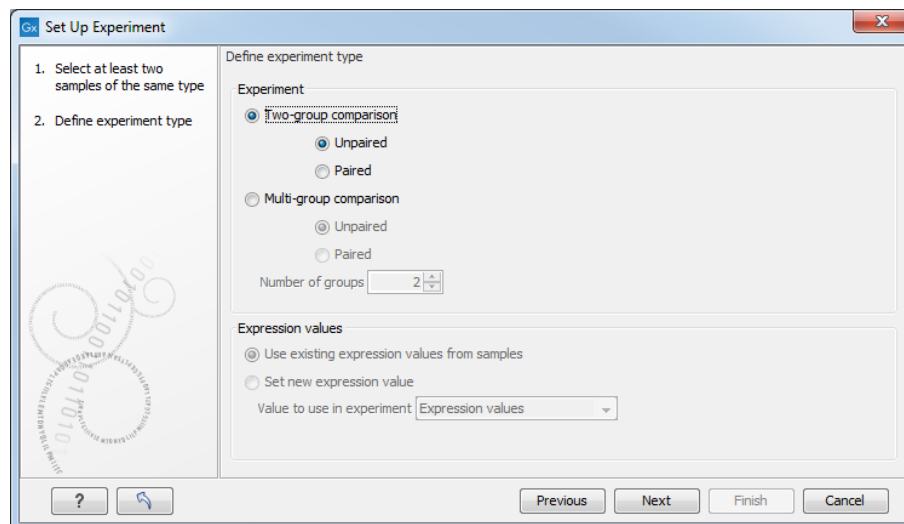 Gx Set Up Experiment
X
1. Select at least two
samples of the same type
2. Define experiment type
Define experiment type
Experiment
Two-group comparison
Unpaired
Paired
Multi-group comparison
Unpaired
Paired
Number of groups 2
Expression values
Use existing expression values from samples
Set new expression value
Value to use in experiment Expression values
? Previous Next Finish Cancel